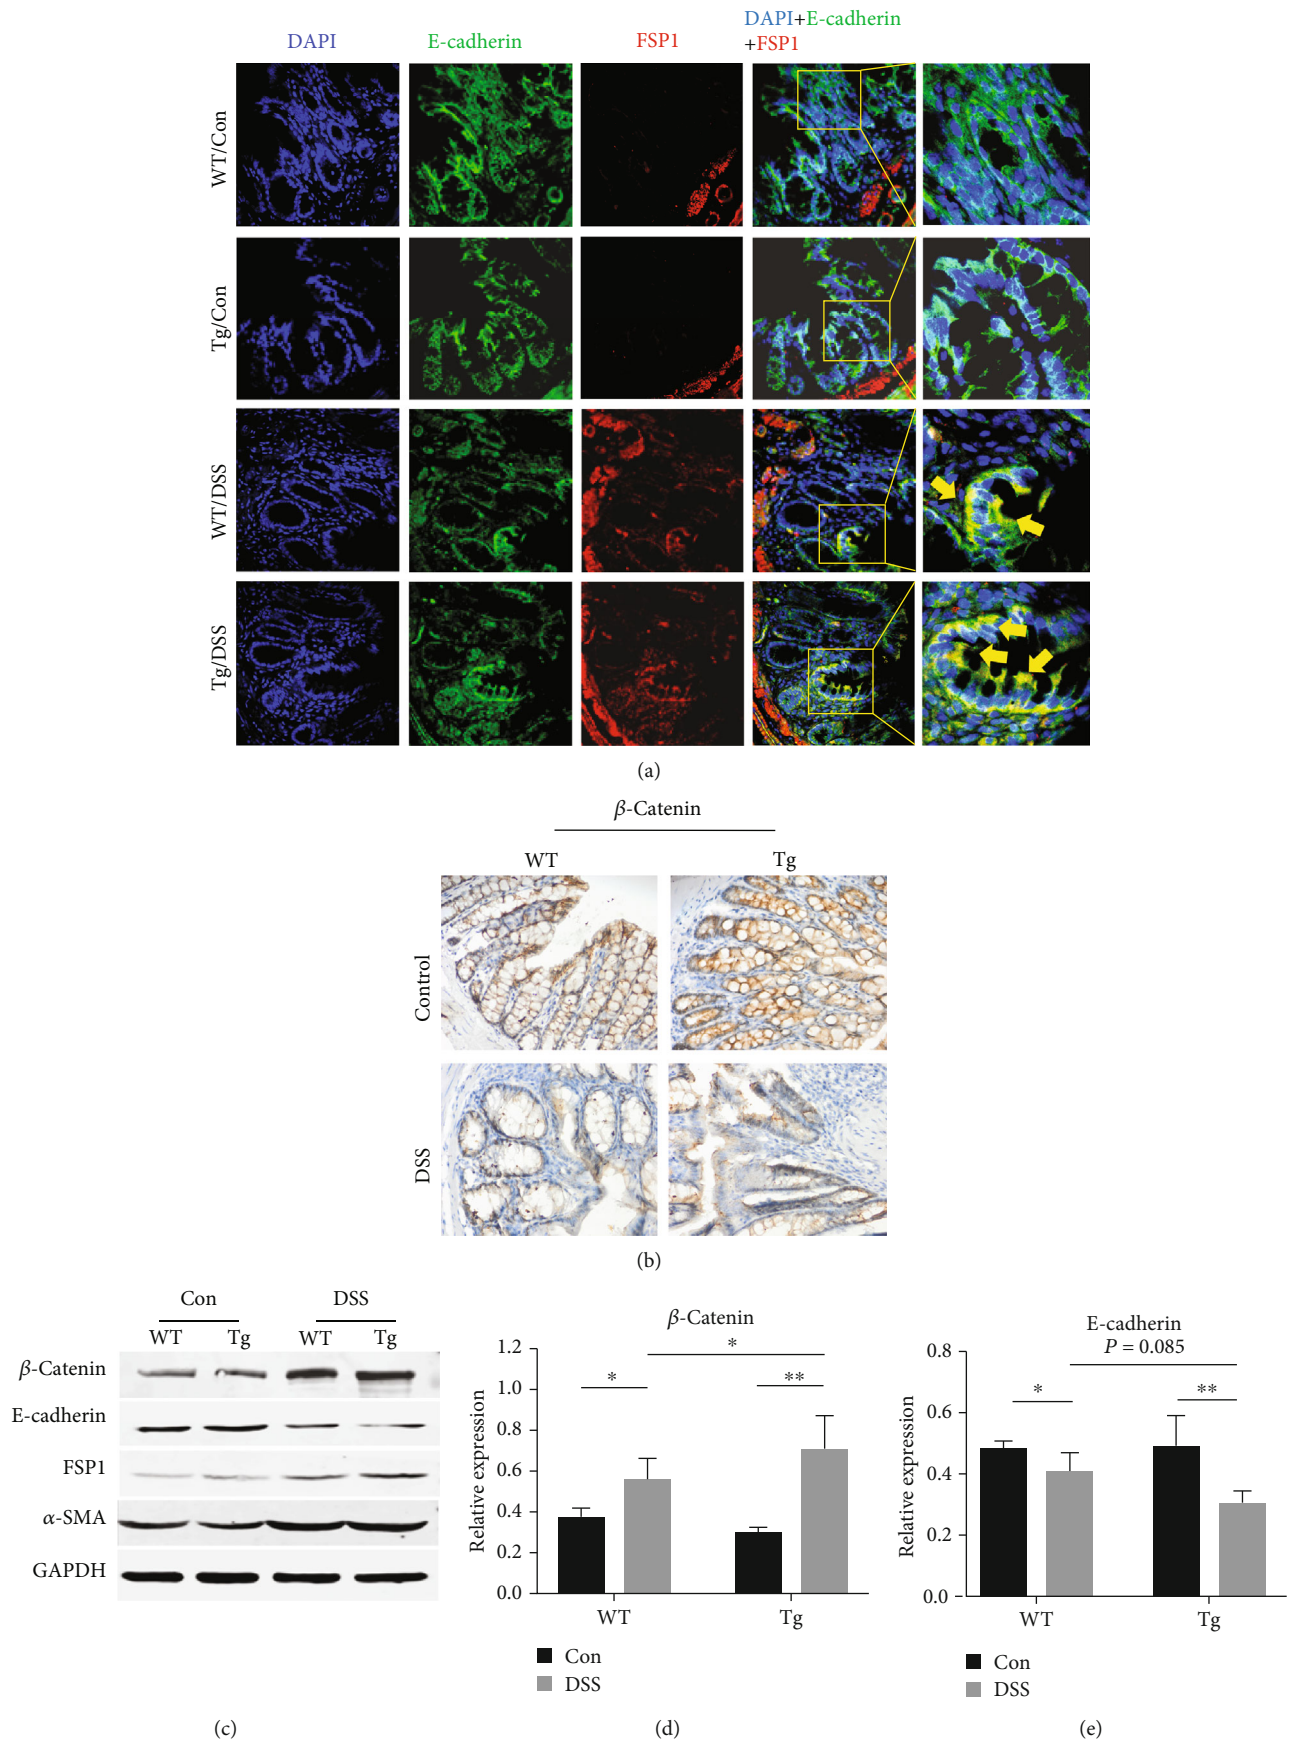 DAPI
E-cadherin
FSP1
DAPI+E-cadherin
+FSP1
WT/Con
Tg/Con
WT/DSS
Tg/DSS
(a)
β-Catenin
WT
Tg
Control
DSS
(b)
Con
DSS
WT
Tg
WT
Tg
β-Catenin
E-cadherin
FSP1
α-SMA
GAPDH
(c)
β-Catenin
Relative expression
1.2
1.0
0.8
0.6
0.4
0.2
0.0
*
*
**
WT
Tg
Con
DSS
(d)
E-cadherin
P = 0.085
Relative expression
0.8
0.6
0.4
0.2
0.0
*
**
WT
Tg
Con
DSS
(e)